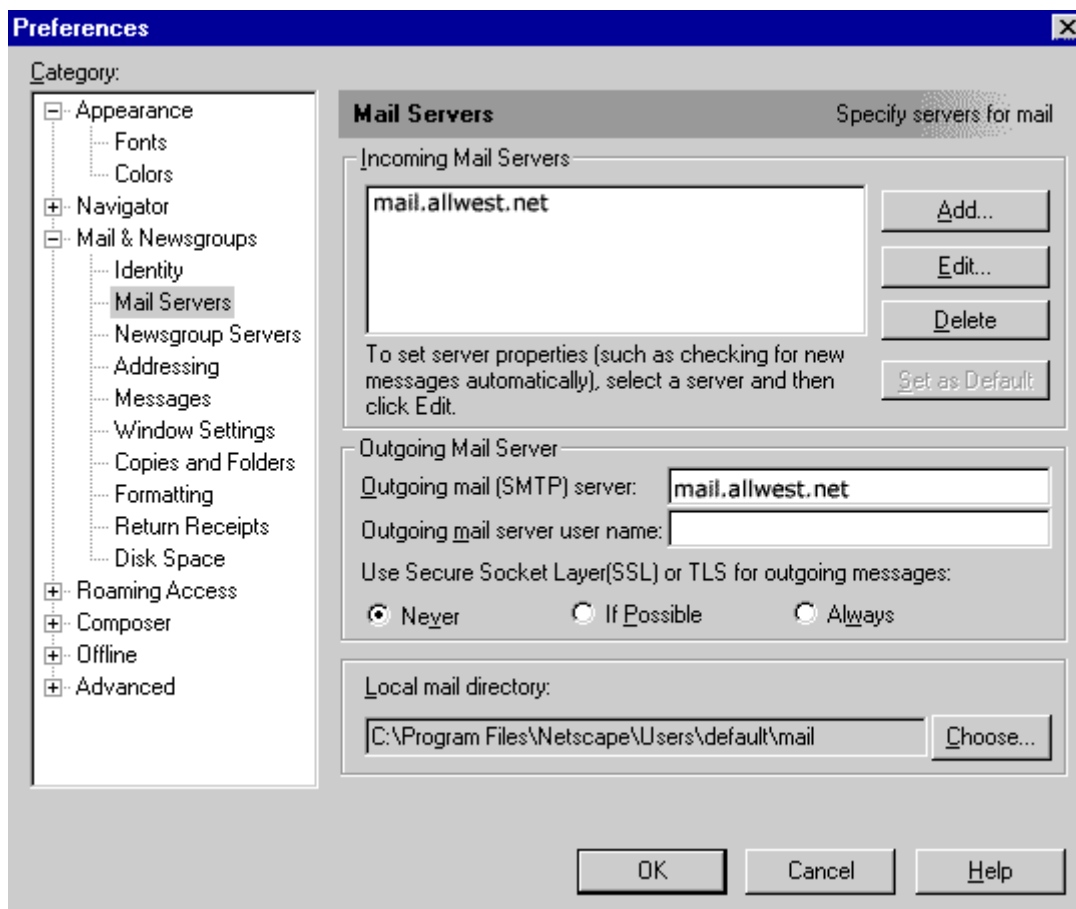 Preferences
Category:
Appearance
Fonts
Colors
Navigator
Mail & Newsgroups
Identity
Mail Servers
Newsgroup Servers
Addressing
Messages
Window Settings
Copies and Folders
Formatting
Return Receipts
Disk Space
Roaming Access
Composer
Offline
Advanced
Mail Servers Specify servers for mail
Incoming Mail Servers
mail.allwest.net
Add...
Edit...
Delete
Set as Default
To set server properties (such as checking for new
messages automatically), select a server and then
click Edit.
Outgoing Mail Server
Outgoing mail (SMTP) server: mail.allwest.net
Outgoing mail server user name:
Use Secure Socket Layer(SSL) or TLS for outgoing messages:
Never If Possible Always
Local mail directory:
C:\Program Files\Netscape\Users\default\mail Choose...
OK Cancel Help